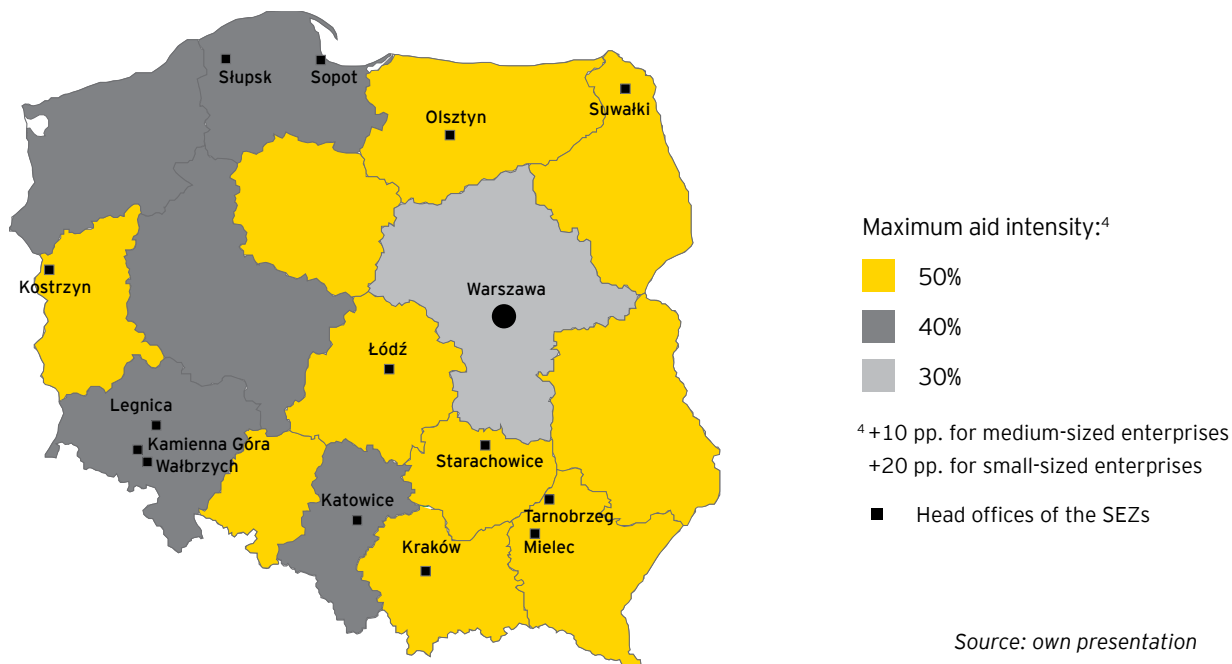 Słupsk
Sopot
Suwałki
Olsztyn
Kostrzyn
Warszawa
Łódź
Legnica
Kamienna Góra
Wałbrzych
Starachowice
Katowice
Tarnobrzeg
Mielec
Kraków
Maximum aid intensity:⁴
50%
40%
30%
⁴ +10 pp. for medium-sized enterprises
+20 pp. for small-sized enterprises
Head offices of the SEZs
Source: own presentation